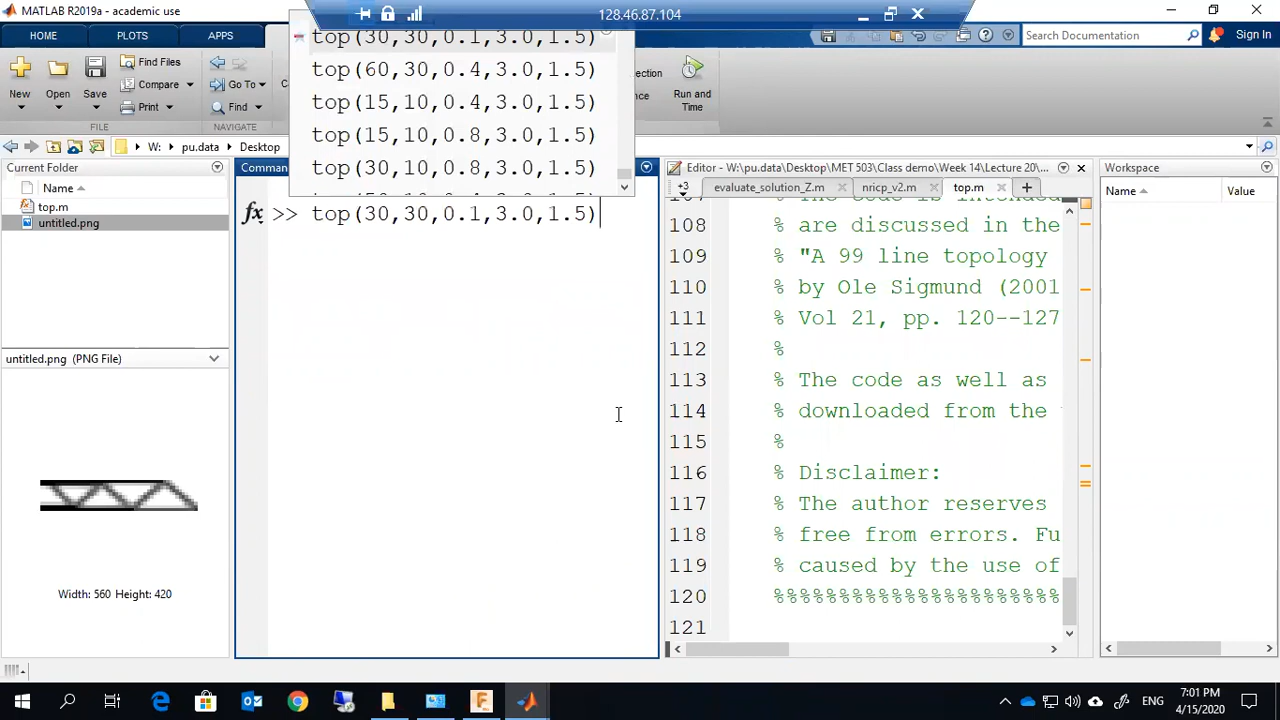 MATLAB R2019a - academic use
128.46.87.104
HOME
PLOTS
APPS
Search Documentation
Sign In
New
Open
Save
Find Files
Compare
Print
Go To
Find
FILE
NAVIGATE
Run and
Time
W:
pu.data
Desktop
Current Folder
Name
top.m
untitled.png
untitled.png (PNG File)
Width: 560 Height: 420
top(30,30,0.1,3.0,1.5)
top(60,30,0.4,3.0,1.5)
top(15,10,0.4,3.0,1.5)
top(15,10,0.8,3.0,1.5)
top(30,10,0.8,3.0,1.5)
fx >> top(30,30,0.1,3.0,1.5)
Editor - W:\pu.data\Desktop\MET 503\Class demo\Week 14\Lecture 20\
+3
evaluate_solution_Z.m
nricp_v2.m
top.m
107 % The code is intended
108 % are discussed in the
109 % "A 99 line topology
110 % by Ole Sigmund (2001
111 % Vol 21, pp. 120--127
112 %
113 % The code as well as
114 % downloaded from the
115 %
116 % Disclaimer:
117 % The author reserves
118 % free from errors. Fu
119 % caused by the use of
120 %%%%%%%%%%%%%%%%%%%%%%
121
Workspace
Name
Value
ENG
7:01 PM
4/15/2020